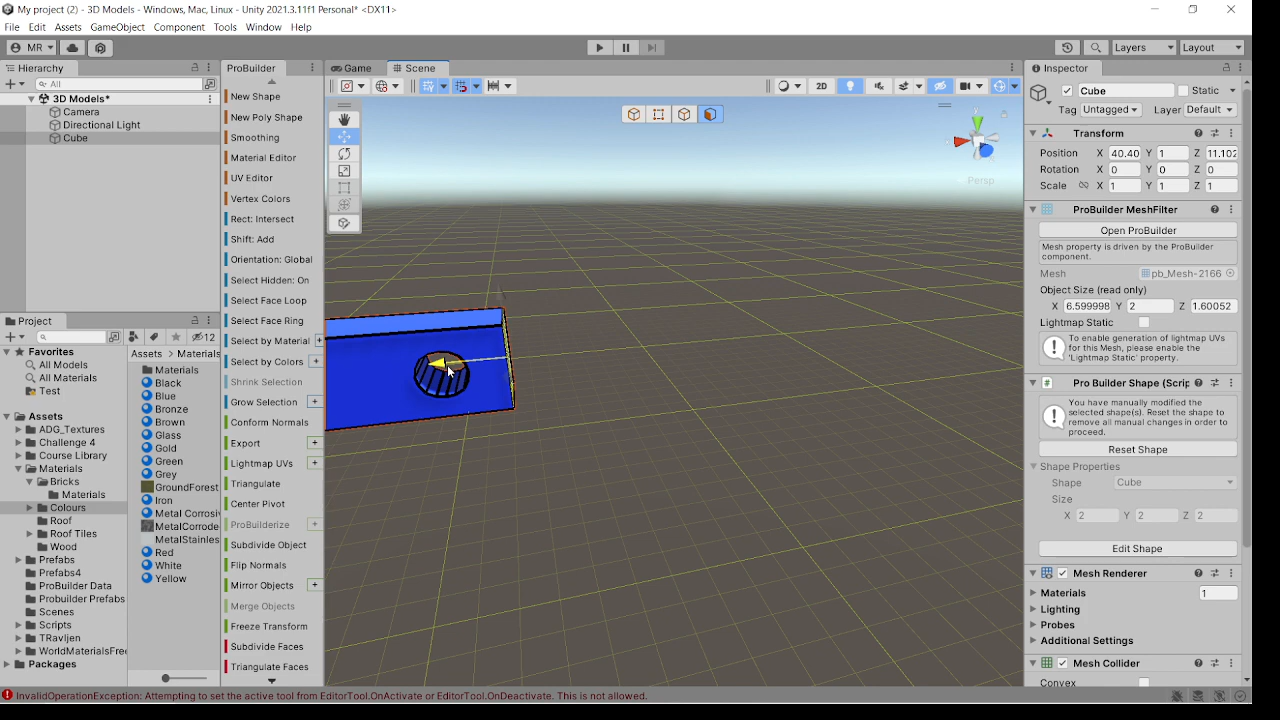 My project (2) - 3D Models - Windows, Mac, Linux - Unity 2021.3.11f1 Personal* <DX11>
File Edit Assets GameObject Component Tools Window Help
MR Layers Layout
Hierarchy ProBuilder Game Scene Inspector
All
3D Models*
Camera
Directional Light
Cube
New Shape
New Poly Shape
Smoothing
Material Editor
UV Editor
Vertex Colors
Rect: Intersect
Shift: Add
Orientation: Global
Select Hidden: On
Select Face Loop
Select Face Ring
Select by Material
Select by Colors
Shrink Selection
Grow Selection
Conform Normals
Export
Lightmap UVs
Triangulate
Center Pivot
ProBuilderize
Subdivide Object
Flip Normals
Mirror Objects
Merge Objects
Freeze Transform
Subdivide Faces
Triangulate Faces
2D
Persp
Project
12
Favorites
All Models
All Materials
Test
Assets
ADG_Textures
Challenge 4
Course Library
Materials
Bricks
Materials
Colours
Roof
Roof Tiles
Wood
Prefabs
Prefabs4
ProBuilder Data
Probuilder Prefabs
Scenes
Scripts
TRavljen
WorldMaterialsFree
Packages
Assets Materials
Materials
Black
Blue
Bronze
Brown
Glass
Gold
Green
Grey
GroundForest
Iron
Metal Corrosi
MetalCorrode
MetalStainles
Red
White
Yellow
Cube Static
Tag Untagged Layer Default
Transform
Position X 40.40 Y 1 Z 11.102
Rotation X 0 Y 0 Z 0
Scale X 1 Y 1 Z 1
ProBuilder MeshFilter
Open ProBuilder
Mesh property is driven by the ProBuilder
component.
Mesh pb_Mesh-2166
Object Size (read only)
X 6.599998 Y 2 Z 1.60052
Lightmap Static
To enable generation of lightmap UVs
for this Mesh, please enable the
'Lightmap Static' property.
Pro Builder Shape (Scrip
You have manually modified the
selected shape(s). Reset the shape to
remove all manual changes in order to
proceed.
Reset Shape
Shape Properties
Shape Cube
Size
X 2 Y 2 Z 2
Edit Shape
Mesh Renderer
Materials 1
Lighting
Probes
Additional Settings
Mesh Collider
Convex
InvalidOperationException: Attempting to set the active tool from EditorTool.OnActivate or EditorTool.OnDeactivate. This is not allowed.